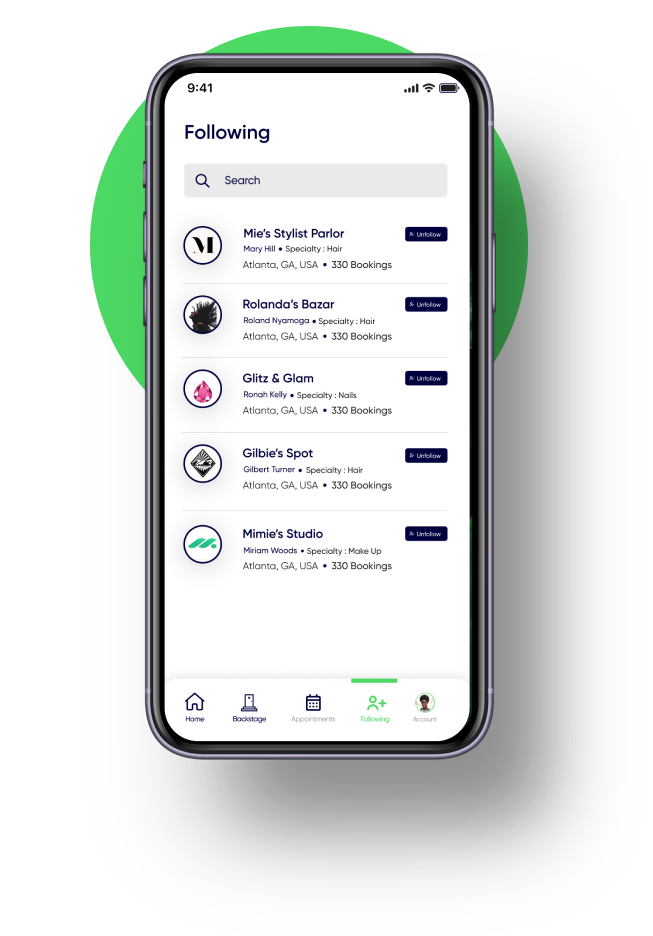 9:41
Following
Search
Mie's Stylist Parlor
Unfollow
Mary Hill • Specialty : Hair
Atlanta, GA, USA • 330 Bookings
Rolanda's Bazar
Unfollow
Roland Nyamoga • Specialty : Hair
Atlanta, GA, USA • 330 Bookings
Glitz & Glam
Unfollow
Ronah Kelly • Specialty : Nails
Atlanta, GA, USA • 330 Bookings
Gilbie's Spot
Unfollow
Gilbert Turner • Specialty : Hair
Atlanta, GA, USA • 330 Bookings
Mimie's Studio
Unfollow
Miriam Woods • Specialty : Make Up
Atlanta, GA, USA • 330 Bookings
Home Backstage Appointments Following Account